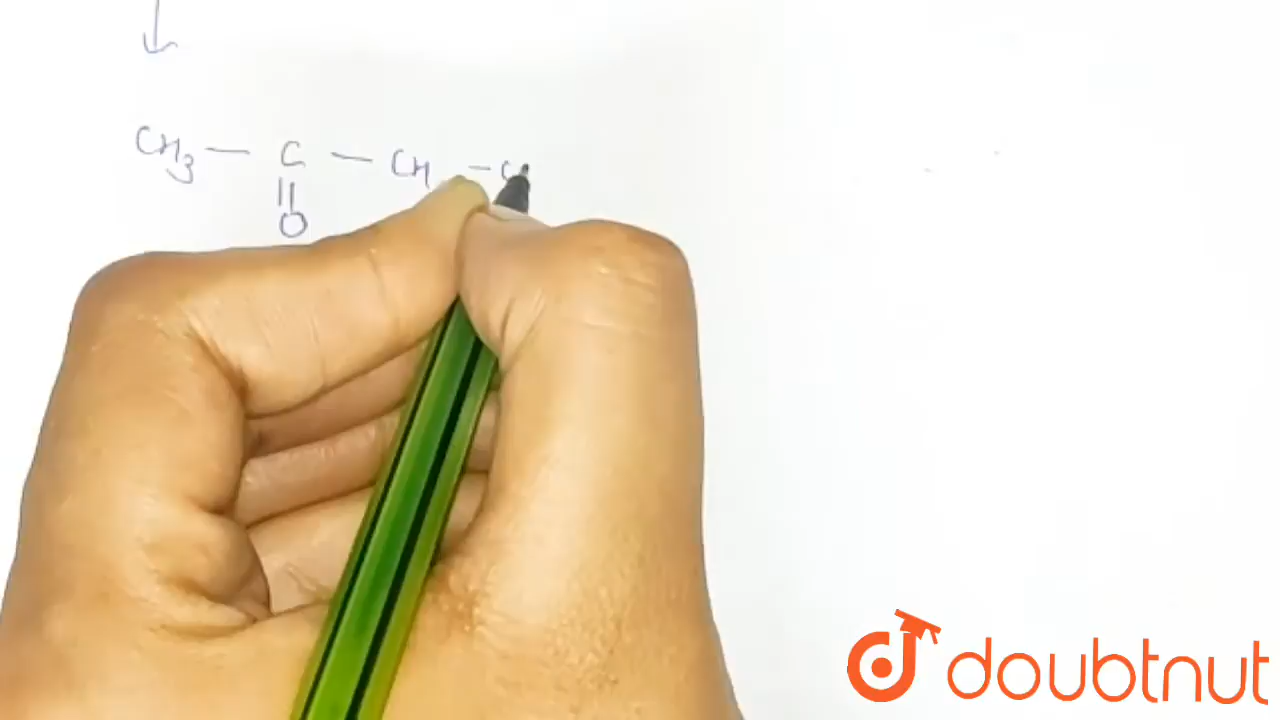 CH3 — C — CH – C
||
O
doubtnut